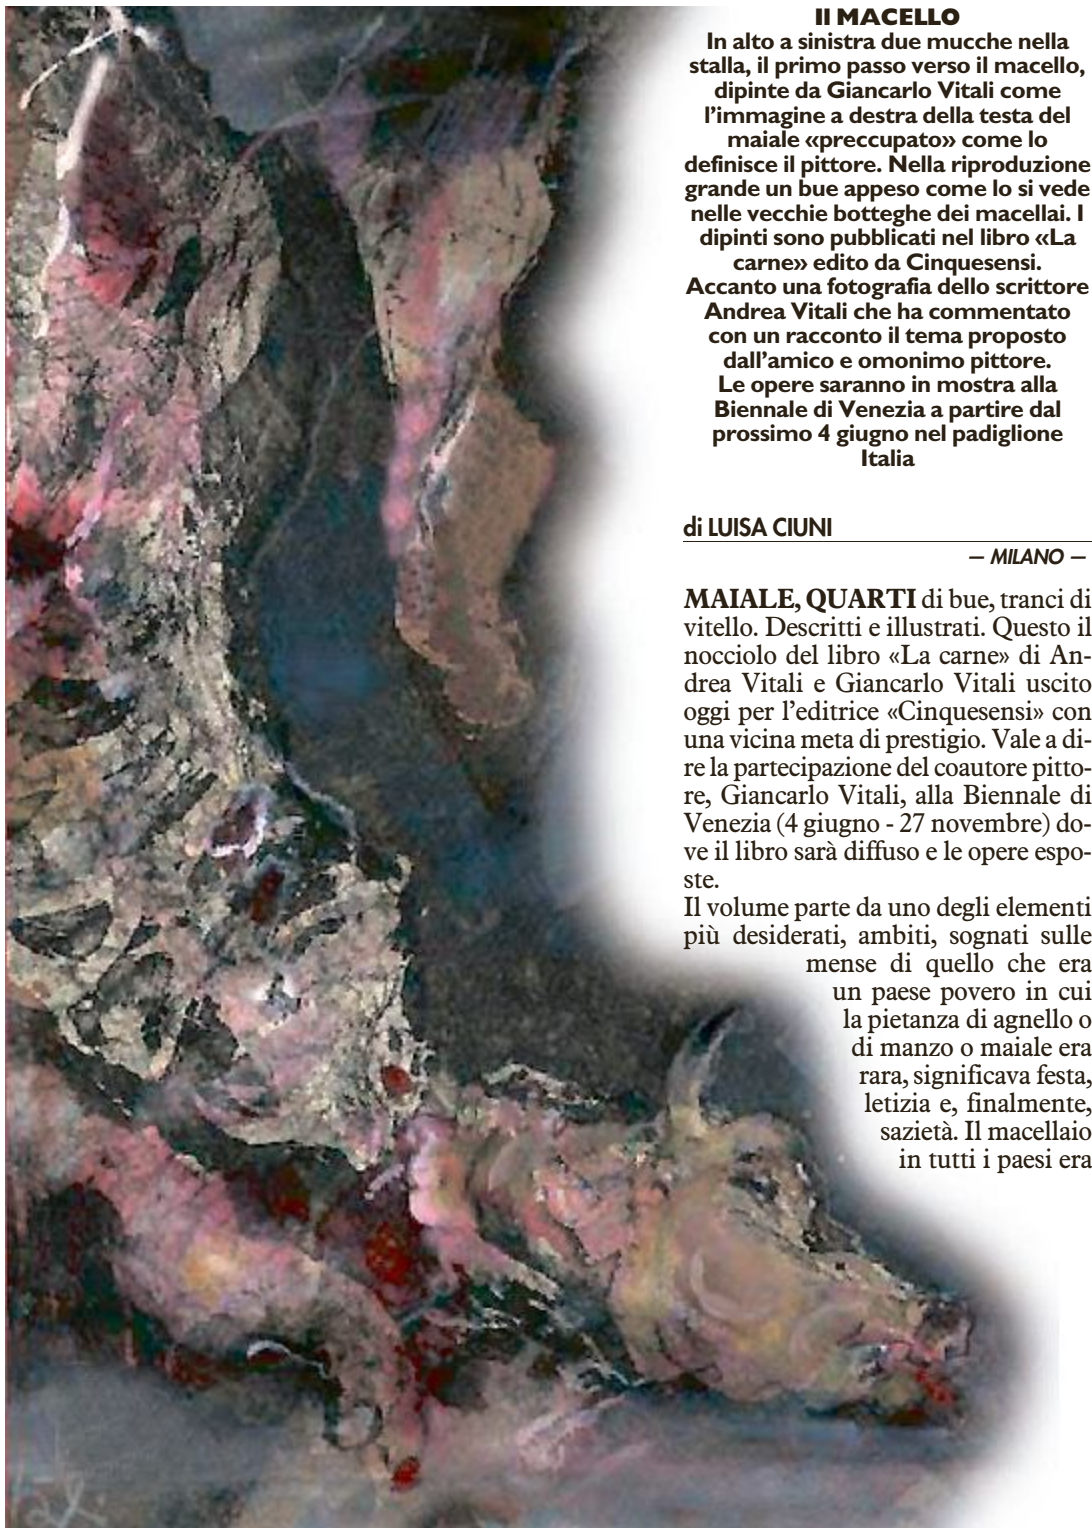 Il MACELLO
In alto a sinistra due mucche nella
stalla, il primo passo verso il macello,
dipinte da Giancarlo Vitali come
l'immagine a destra della testa del
maiale «preccupato» come lo
definisce il pittore. Nella riproduzione
grande un bue appeso come lo si vede
nelle vecchie botteghe dei macellai. I
dipinti sono pubblicati nel libro «La
carne» edito da Cinquesensi.
Accanto una fotografia dello scrittore
Andrea Vitali che ha commentato
con un racconto il tema proposto
dall'amico e omonimo pittore.
Le opere saranno in mostra alla
Biennale di Venezia a partire dal
prossimo 4 giugno nel padiglione
Italia
di LUISA CIUNI
— MILANO —
MAIALE, QUARTI di bue, tranci di
vitello. Descritti e illustrati. Questo il
nocciolo del libro «La carne» di An-
drea Vitali e Giancarlo Vitali uscito
oggi per l'editrice «Cinquesensi» con
una vicina meta di prestigio. Vale a di-
re la partecipazione del coautore pitto-
re, Giancarlo Vitali, alla Biennale di
Venezia (4 giugno - 27 novembre) do-
ve il libro sarà diffuso e le opere espo-
ste.
Il volume parte da uno degli elementi
più desiderati, ambiti, sognati sulle
mense di quello che era
un paese povero in cui
la pietanza di agnello o
di manzo o maiale era
rara, significava festa,
letizia e, finalmente,
sazietà. Il macellaio
in tutti i paesi era